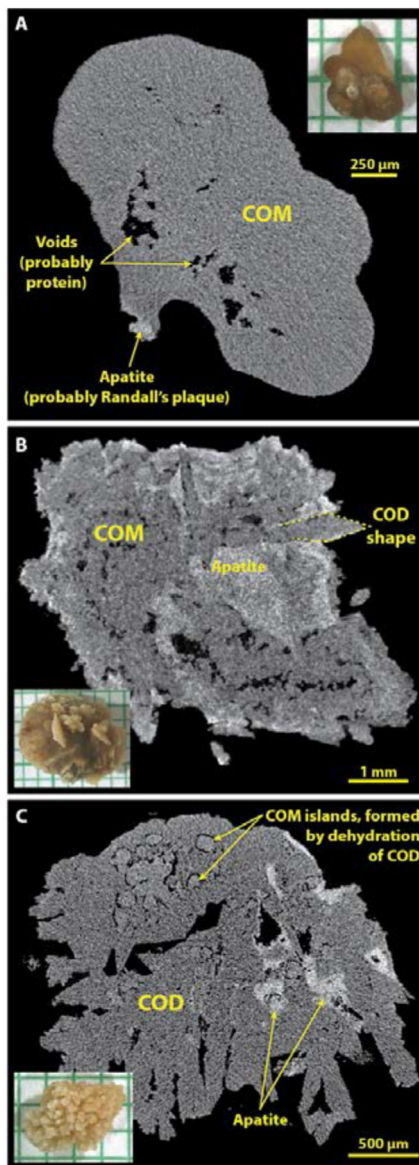 A
250 µm
COM
Voids
(probably
protein)
Apatite
(probably Randall's plaque)
B
COM
COD
shape
Apatite
1 mm
C
COM islands, formed
by dehydration
of COD
COD
Apatite
500 µm